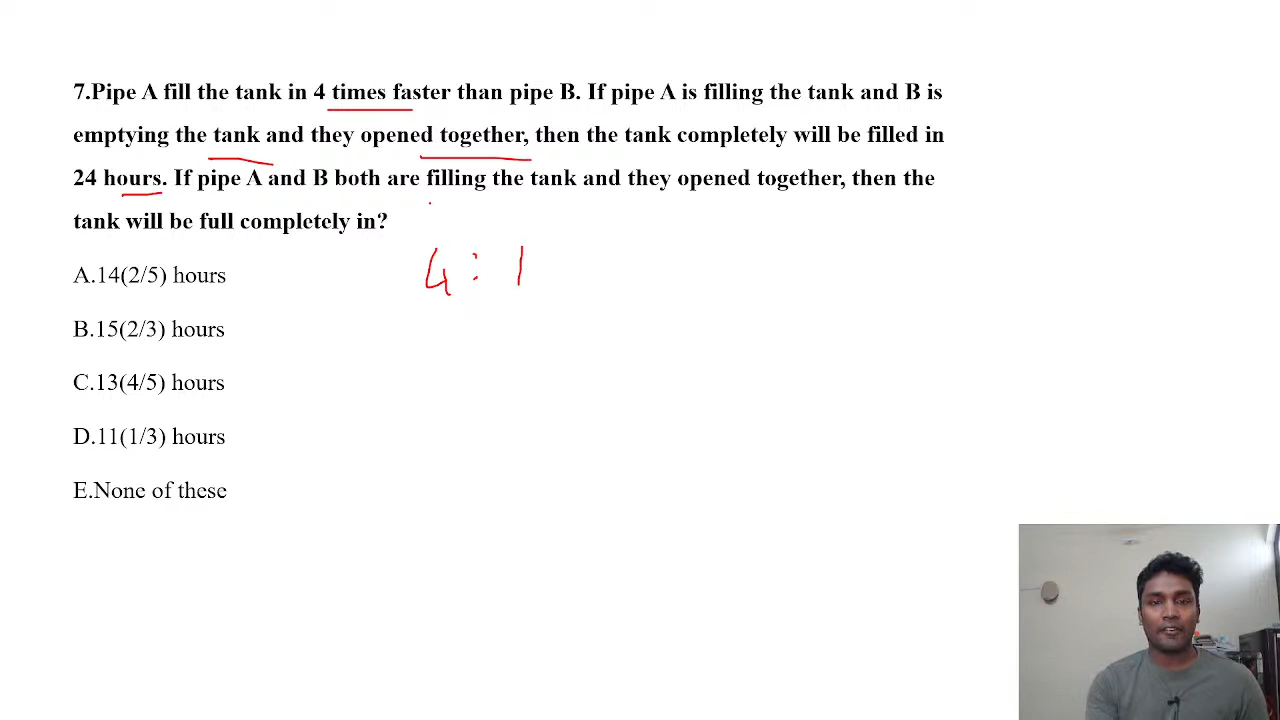 7.Pipe A fill the tank in 4 times faster than pipe B. If pipe A is filling the tank and B is
emptying the tank and they opened together, then the tank completely will be filled in
24 hours. If pipe A and B both are filling the tank and they opened together, then the
tank will be full completely in?
4 : 1
A.14(2/5) hours
B.15(2/3) hours
C.13(4/5) hours
D.11(1/3) hours
E.None of these